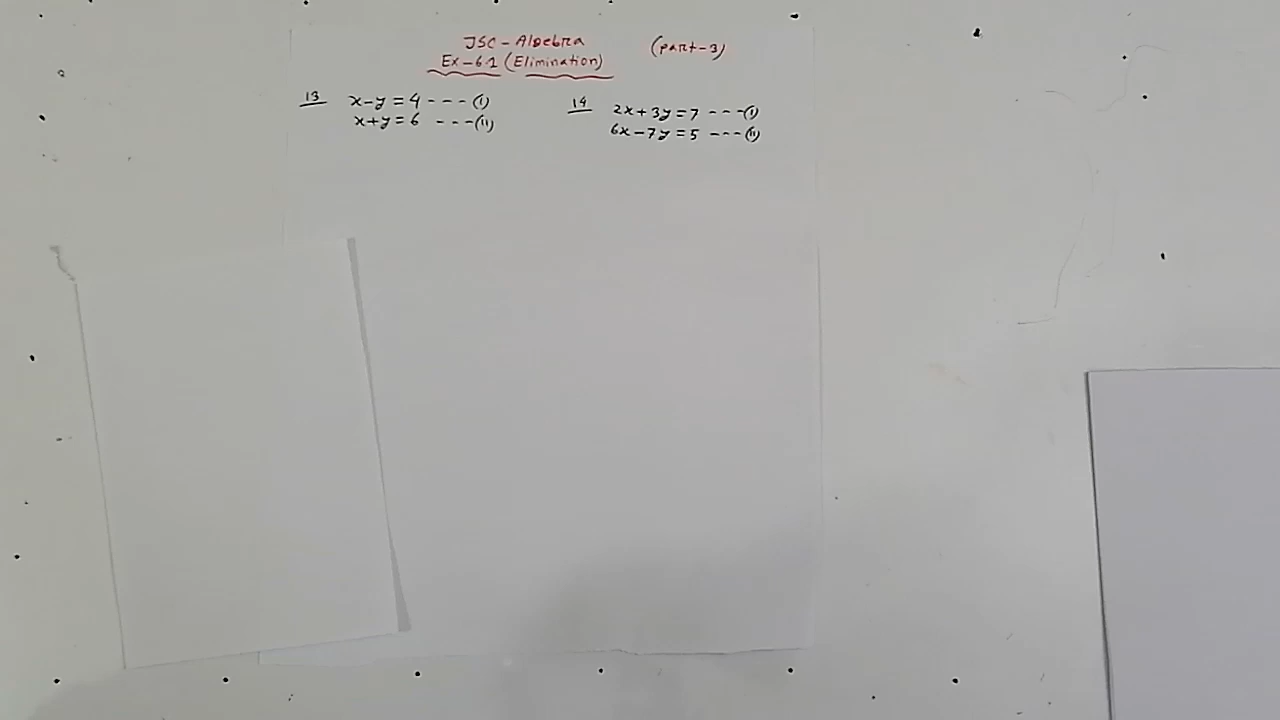 JSC - Algebra (part-3)
Ex-6.1 (Elimination)
13 x-y=4 ---(i)
x+y=6 ---(ii)
14 2x+3y=7 ---(i)
6x-7y=5 ---(ii)